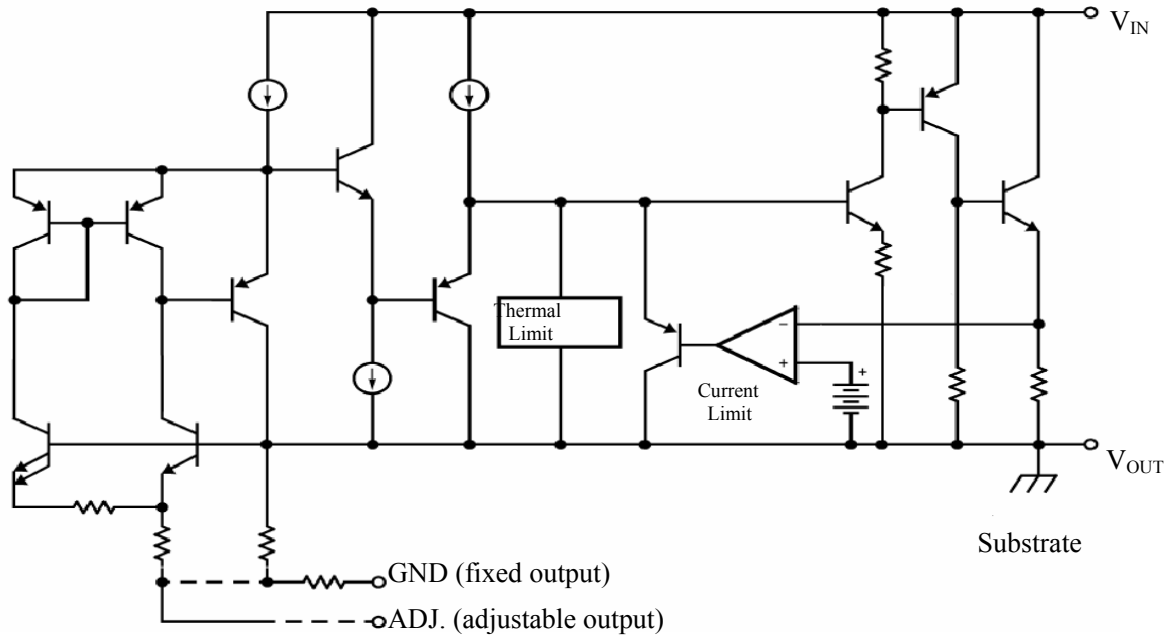 V_IN
Thermal
Limit
−
+
+
Current
Limit
V_OUT
Substrate
GND (fixed output)
ADJ. (adjustable output)